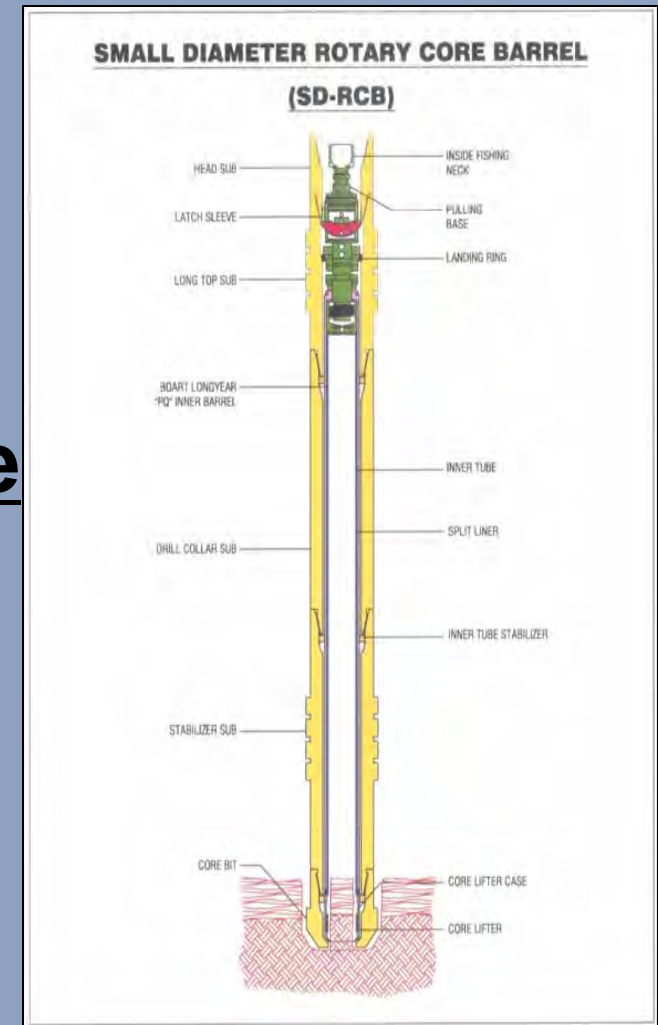 SMALL DIAMETER ROTARY CORE BARREL
(SD-RCB)
HEAD SUB
LATCH SLEEVE
LONG TOP SUB
BOART LONGYEAR
"PQ" INNER BARREL
DRILL COLLAR SUB
STABILIZER SUB
CORE BIT
INSIDE FISHING
NECK
PULLING
BASE
LANDING RING
INNER TUBE
SPLIT LINER
INNER TUBE STABILIZER
CORE LIFTER CASE
CORE LIFTER
e